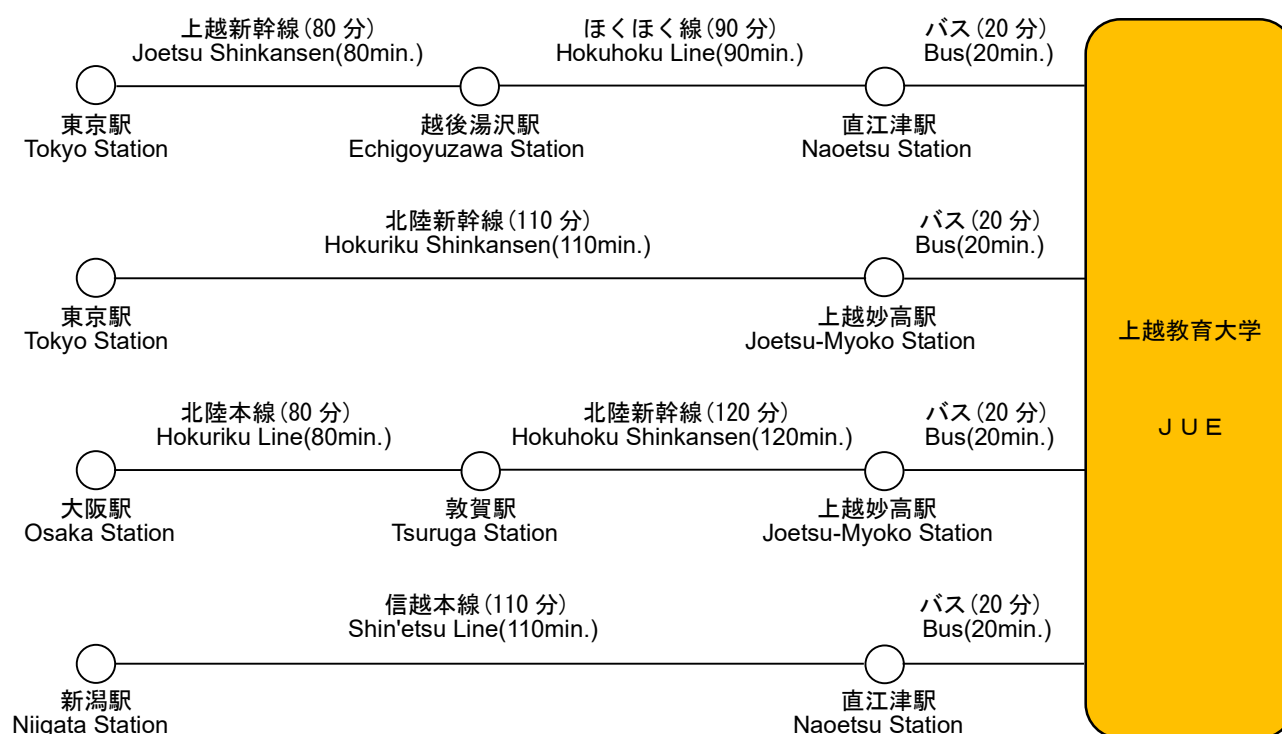 上越新幹線(80 分)
Joetsu Shinkansen(80min.)
ほくほく線(90 分)
Hokuhoku Line(90min.)
バス(20 分)
Bus(20min.)
東京駅
Tokyo Station
越後湯沢駅
Echigoyuzawa Station
直江津駅
Naoetsu Station
北陸新幹線(110 分)
Hokuriku Shinkansen(110min.)
バス(20 分)
Bus(20min.)
東京駅
Tokyo Station
上越妙高駅
Joetsu-Myoko Station
上越教育大学
ＪＵＥ
北陸本線(80 分)
Hokuriku Line(80min.)
北陸新幹線(120 分)
Hokuhoku Shinkansen(120min.)
バス(20 分)
Bus(20min.)
大阪駅
Osaka Station
敦賀駅
Tsuruga Station
上越妙高駅
Joetsu-Myoko Station
信越本線(110 分)
Shin'etsu Line(110min.)
バス(20 分)
Bus(20min.)
新潟駅
Niigata Station
直江津駅
Naoetsu Station